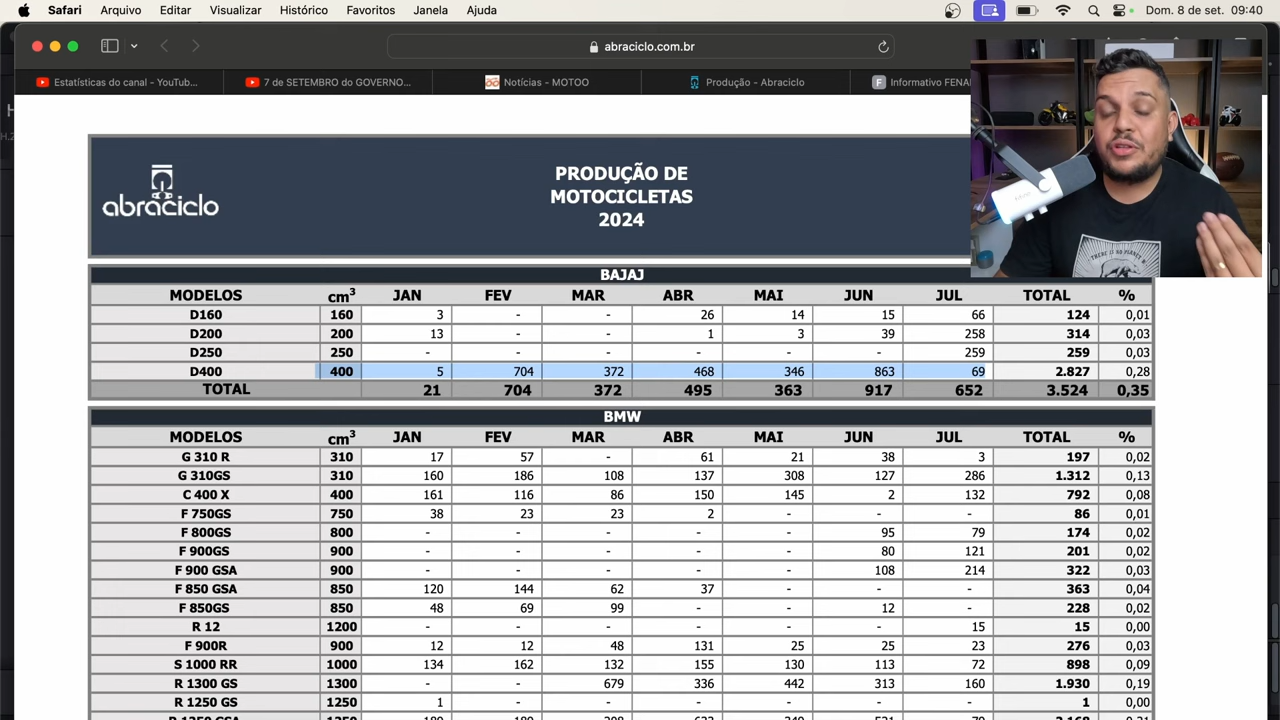 Safari Arquivo Editar Visualizar Histórico Favoritos Janela Ajuda Dom. 8 de set. 09:40
abraciclo.com.br
Estatísticas do canal - YouTub... 7 de SETEMBRO do GOVERNO... Notícias - MOTOO Produção - Abraciclo Informativo FENA
abraciclo
PRODUÇÃO DE
MOTOCICLETAS
2024
BAJAJ
MODELOS cm³ JAN FEV MAR ABR MAI JUN JUL TOTAL %
D160 160 3 - - 26 14 15 66 124 0,01
D200 200 13 - - 1 3 39 258 314 0,03
D250 250 - - - - - - 259 259 0,03
D400 400 5 704 372 468 346 863 69 2.827 0,28
TOTAL 21 704 372 495 363 917 652 3.524 0,35
BMW
MODELOS cm³ JAN FEV MAR ABR MAI JUN JUL TOTAL %
G 310 R 310 17 57 - 61 21 38 3 197 0,02
G 310GS 310 160 186 108 137 308 127 286 1.312 0,13
C 400 X 400 161 116 86 150 145 2 132 792 0,08
F 750GS 750 38 23 23 2 - - - 86 0,01
F 800GS 800 - - - - - 95 79 174 0,02
F 900GS 900 - - - - - 80 121 201 0,02
F 900 GSA 900 - - - - - 108 214 322 0,03
F 850 GSA 850 120 144 62 37 - - - 363 0,04
F 850GS 850 48 69 99 - - 12 - 228 0,02
R 12 1200 - - - - - - 15 15 0,00
F 900R 900 12 12 48 131 25 25 23 276 0,03
S 1000 RR 1000 134 162 132 155 130 113 72 898 0,09
R 1300 GS 1300 - - 679 336 442 313 160 1.930 0,19
R 1250 GS 1250 1 - - - - - - 1 0,00